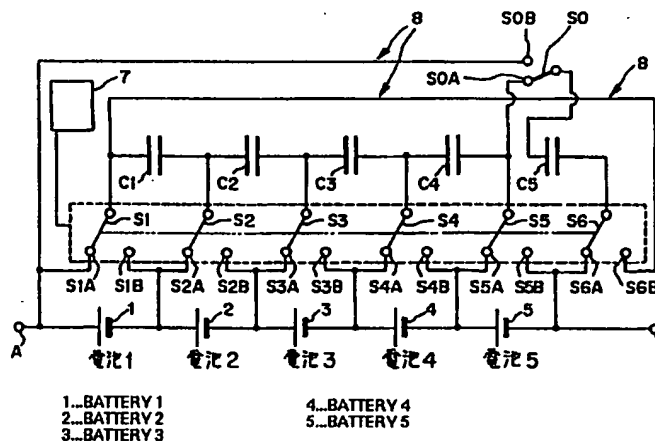 8 S0B S0
S0A 8
7
C1 C2 C3 C4 C5
S1 S2 S3 S4 S5 S6
S1A S1B S2A S2B S3A S3B S4A S4B S5A S5B S6A S6B
A 1 2 3 4 5
電池1 電池2 電池3 電池4 電池5
1...BATTERY 1 4...BATTERY 4
2...BATTERY 2 5...BATTERY 5
3...BATTERY 3